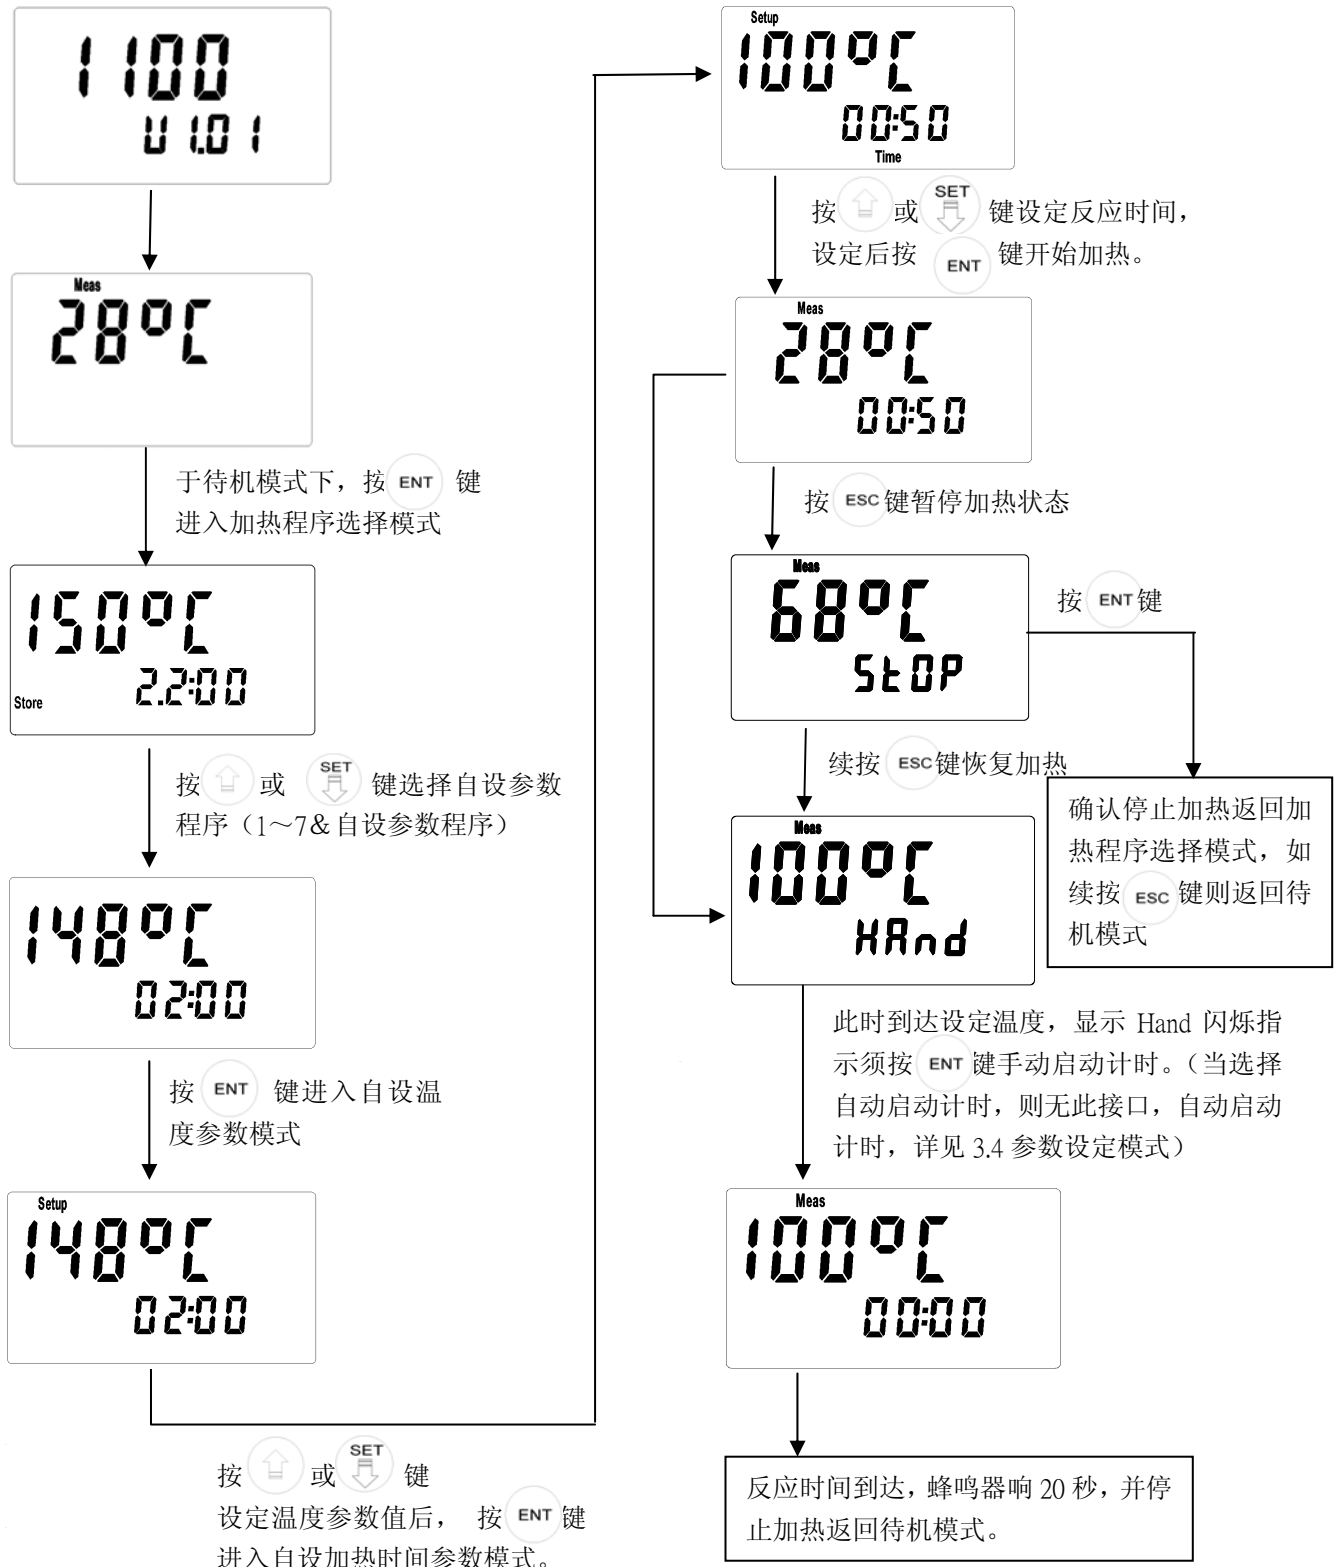 1100
U1.01
Meas
28°C
于待机模式下，按 ENT 键
进入加热程序选择模式
150°C
2.2:00
Store
按 或 SET 键选择自设参数
程序（1～7&自设参数程序）
148°C
02:00
按 ENT 键进入自设温
度参数模式
Setup
148°C
02:00
按 或 SET 键
设定温度参数值后， 按 ENT 键
进入自设加热时间参数模式。
Setup
100°C
00:50
Time
按 或 SET 键设定反应时间，
设定后按 ENT 键开始加热。
Meas
28°C
00:50
按 ESC 键暂停加热状态
Meas
68°C
StOP
按 ENT 键
续按 ESC 键恢复加热
确认停止加热返回加
热程序选择模式，如
续按 ESC 键则返回待
机模式
Meas
100°C
HAnd
此时到达设定温度，显示 Hand 闪烁指
示须按 ENT 键手动启动计时。（当选择
自动启动计时，则无此接口，自动启动
计时，详见 3.4 参数设定模式）
Meas
100°C
00:00
反应时间到达，蜂鸣器响 20 秒，并停
止加热返回待机模式。